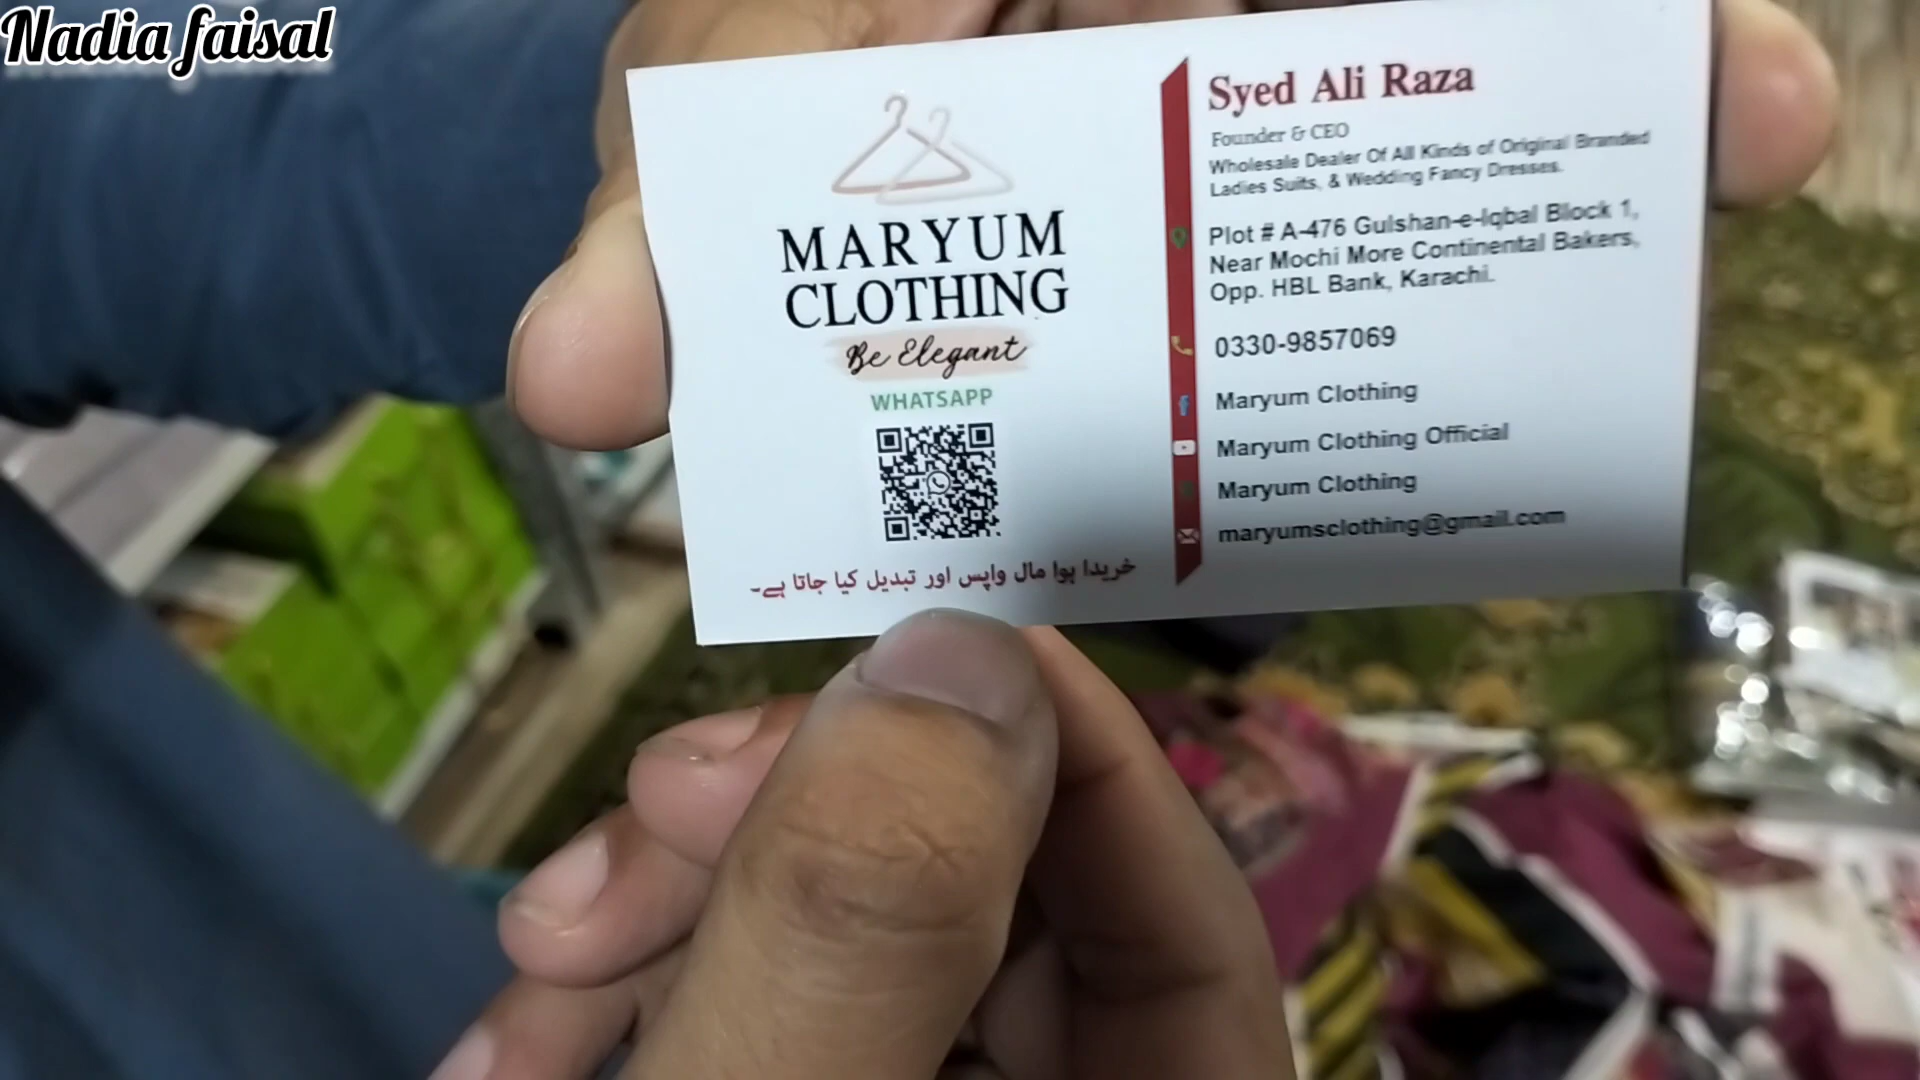 Nadia faisal
MARYUM
CLOTHING
Be Elegant
WHATSAPP
خریدا ہوا مال واپس اور تبدیل کیا جاتا ہے۔
Syed Ali Raza
Founder & CEO
Wholesale Dealer Of All Kinds of Original Branded
Ladies Suits, & Wedding Fancy Dresses.
Plot # A-476 Gulshan-e-Iqbal Block 1,
Near Mochi More Continental Bakers,
Opp. HBL Bank, Karachi.
0330-9857069
Maryum Clothing
Maryum Clothing Official
Maryum Clothing
maryumsclothing@gmail.com